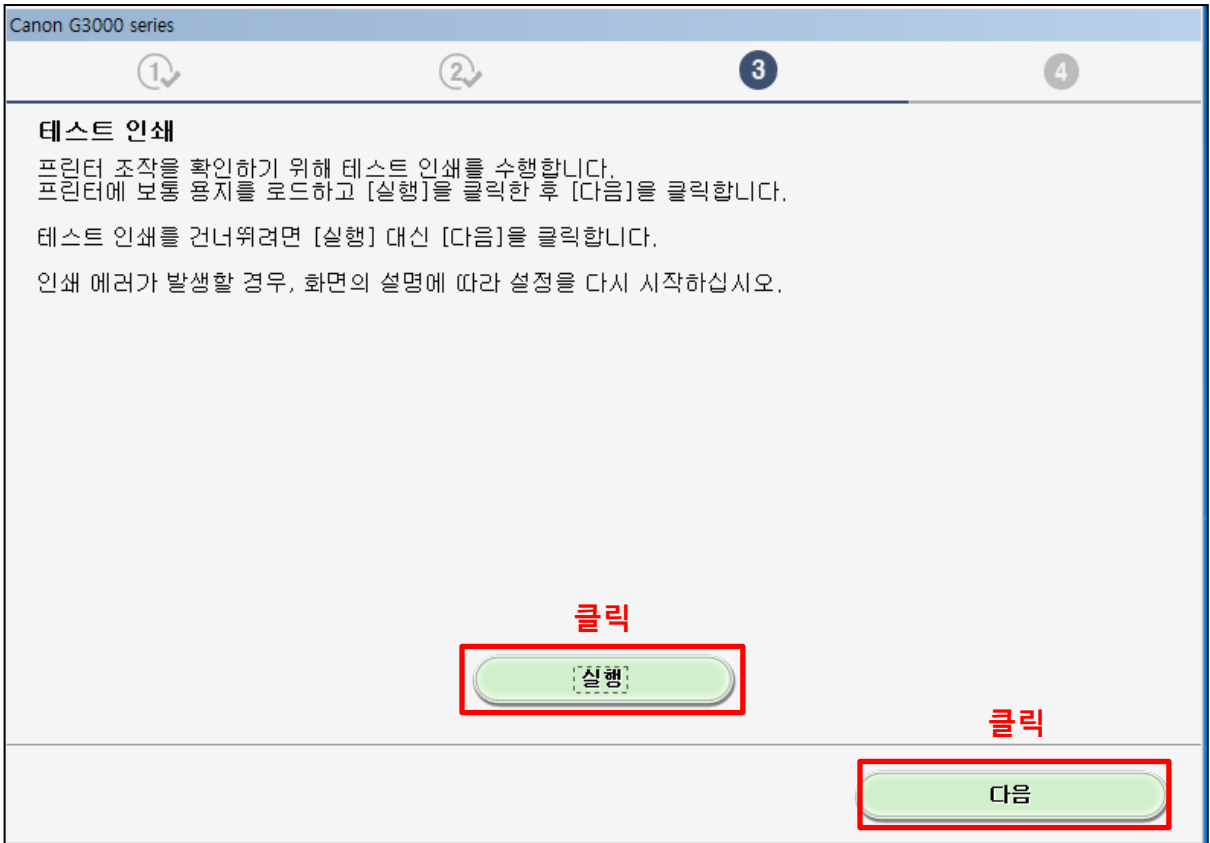 Canon G3000 series
1 2 3 4
테스트 인쇄
프린터 조작을 확인하기 위해 테스트 인쇄를 수행합니다.
프린터에 보통 용지를 로드하고 [실행]을 클릭한 후 [다음]을 클릭합니다.
테스트 인쇄를 건너뛰려면 [실행] 대신 [다음]을 클릭합니다.
인쇄 에러가 발생할 경우, 화면의 설명에 따라 설정을 다시 시작하십시오.
클릭
실행
클릭
다음